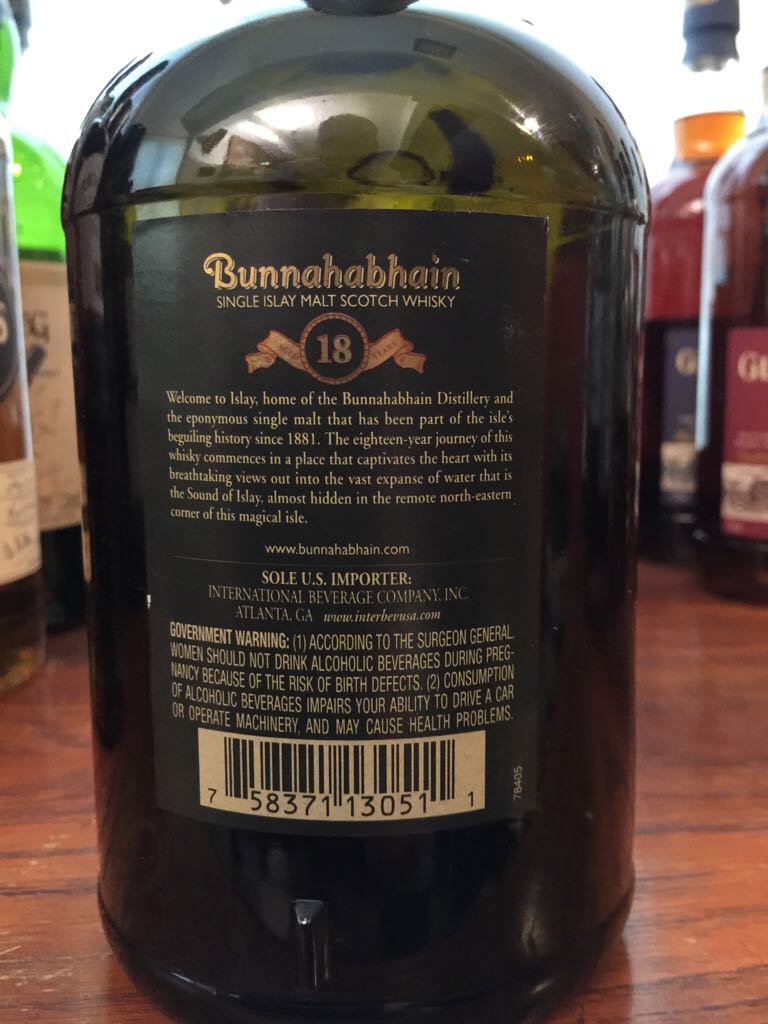 Bunnahabhain
SINGLE ISLAY MALT SCOTCH WHISKY
AGED 18 YEARS
Welcome to Islay, home of the Bunnahabhain Distillery and
the eponymous single malt that has been part of the isle's
beguiling history since 1881. The eighteen-year journey of this
whisky commences in a place that captivates the heart with its
breathtaking views out into the vast expanse of water that is
the Sound of Islay, almost hidden in the remote north-eastern
corner of this magical isle.
www.bunnahabhain.com
SOLE U.S. IMPORTER:
INTERNATIONAL BEVERAGE COMPANY, INC.
ATLANTA, GA www.interbevusa.com
GOVERNMENT WARNING: (1) ACCORDING TO THE SURGEON GENERAL,
WOMEN SHOULD NOT DRINK ALCOHOLIC BEVERAGES DURING PREG-
NANCY BECAUSE OF THE RISK OF BIRTH DEFECTS. (2) CONSUMPTION
OF ALCOHOLIC BEVERAGES IMPAIRS YOUR ABILITY TO DRIVE A CAR
OR OPERATE MACHINERY, AND MAY CAUSE HEALTH PROBLEMS.
7 58371 13051 1
78405
G
GL